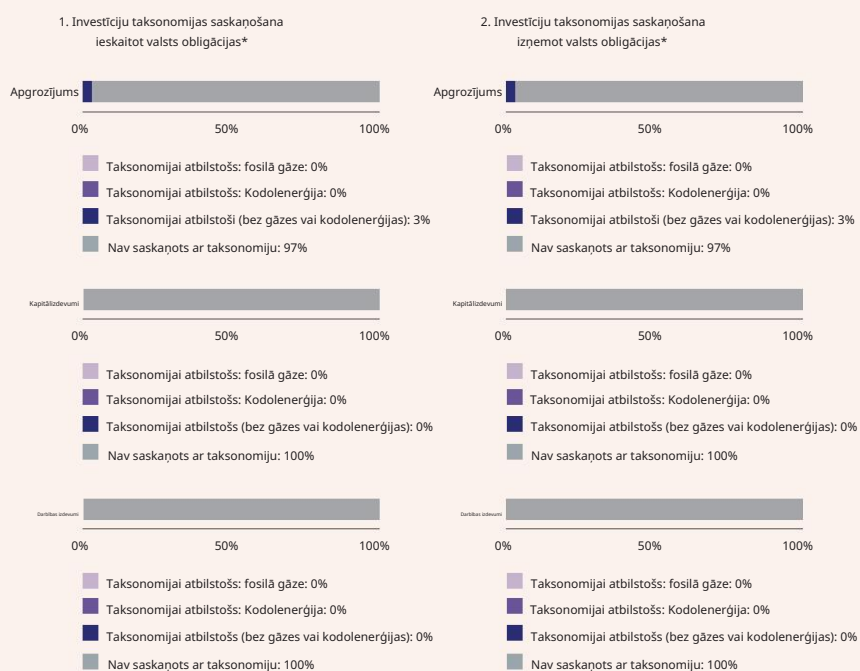 1. Investīciju taksonomijas saskaņošana
ieskaitot valsts obligācijas*
Apgrozījums
0% 50% 100%
Taksonomijai atbilstošs: fosilā gāze: 0%
Taksonomijai atbilstošs: Kodolenerģija: 0%
Taksonomijai atbilstoši (bez gāzes vai kodolenerģijas): 3%
Nav saskaņots ar taksonomiju: 97%
Kapitālizdevumi
0% 50% 100%
Taksonomijai atbilstošs: fosilā gāze: 0%
Taksonomijai atbilstošs: Kodolenerģija: 0%
Taksonomijai atbilstošs (bez gāzes vai kodolenerģijas): 0%
Nav saskaņots ar taksonomiju: 100%
Darbības izdevumi
0% 50% 100%
Taksonomijai atbilstošs: fosilā gāze: 0%
Taksonomijai atbilstošs: Kodolenerģija: 0%
Taksonomijai atbilstošs (bez gāzes vai kodolenerģijas): 0%
Nav saskaņots ar taksonomiju: 100%
2. Investīciju taksonomijas saskaņošana
izņemot valsts obligācijas*
Apgrozījums
0% 50% 100%
Taksonomijai atbilstošs: fosilā gāze: 0%
Taksonomijai atbilstošs: Kodolenerģija: 0%
Taksonomijai atbilstoši (bez gāzes vai kodolenerģijas): 3%
Nav saskaņots ar taksonomiju: 97%
Kapitālizdevumi
0% 50% 100%
Taksonomijai atbilstošs: fosilā gāze: 0%
Taksonomijai atbilstošs: Kodolenerģija: 0%
Taksonomijai atbilstošs (bez gāzes vai kodolenerģijas): 0%
Nav saskaņots ar taksonomiju: 100%
Darbības izdevumi
0% 50% 100%
Taksonomijai atbilstošs: fosilā gāze: 0%
Taksonomijai atbilstošs: Kodolenerģija: 0%
Taksonomijai atbilstošs (bez gāzes vai kodolenerģijas): 0%
Nav saskaņots ar taksonomiju: 100%